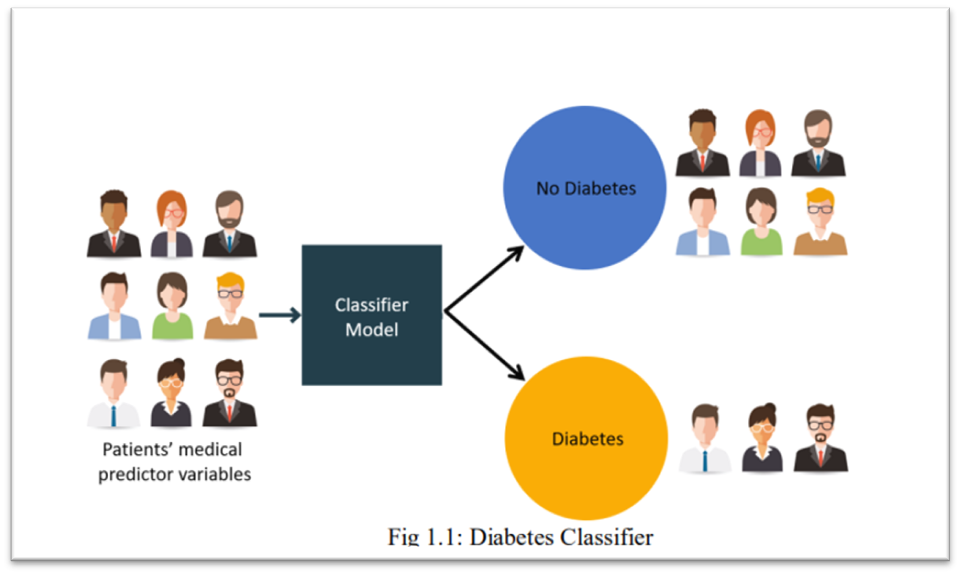 No Diabetes
Classifier
Model
Diabetes
Patients’ medical
predictor variables
Fig 1.1: Diabetes Classifier